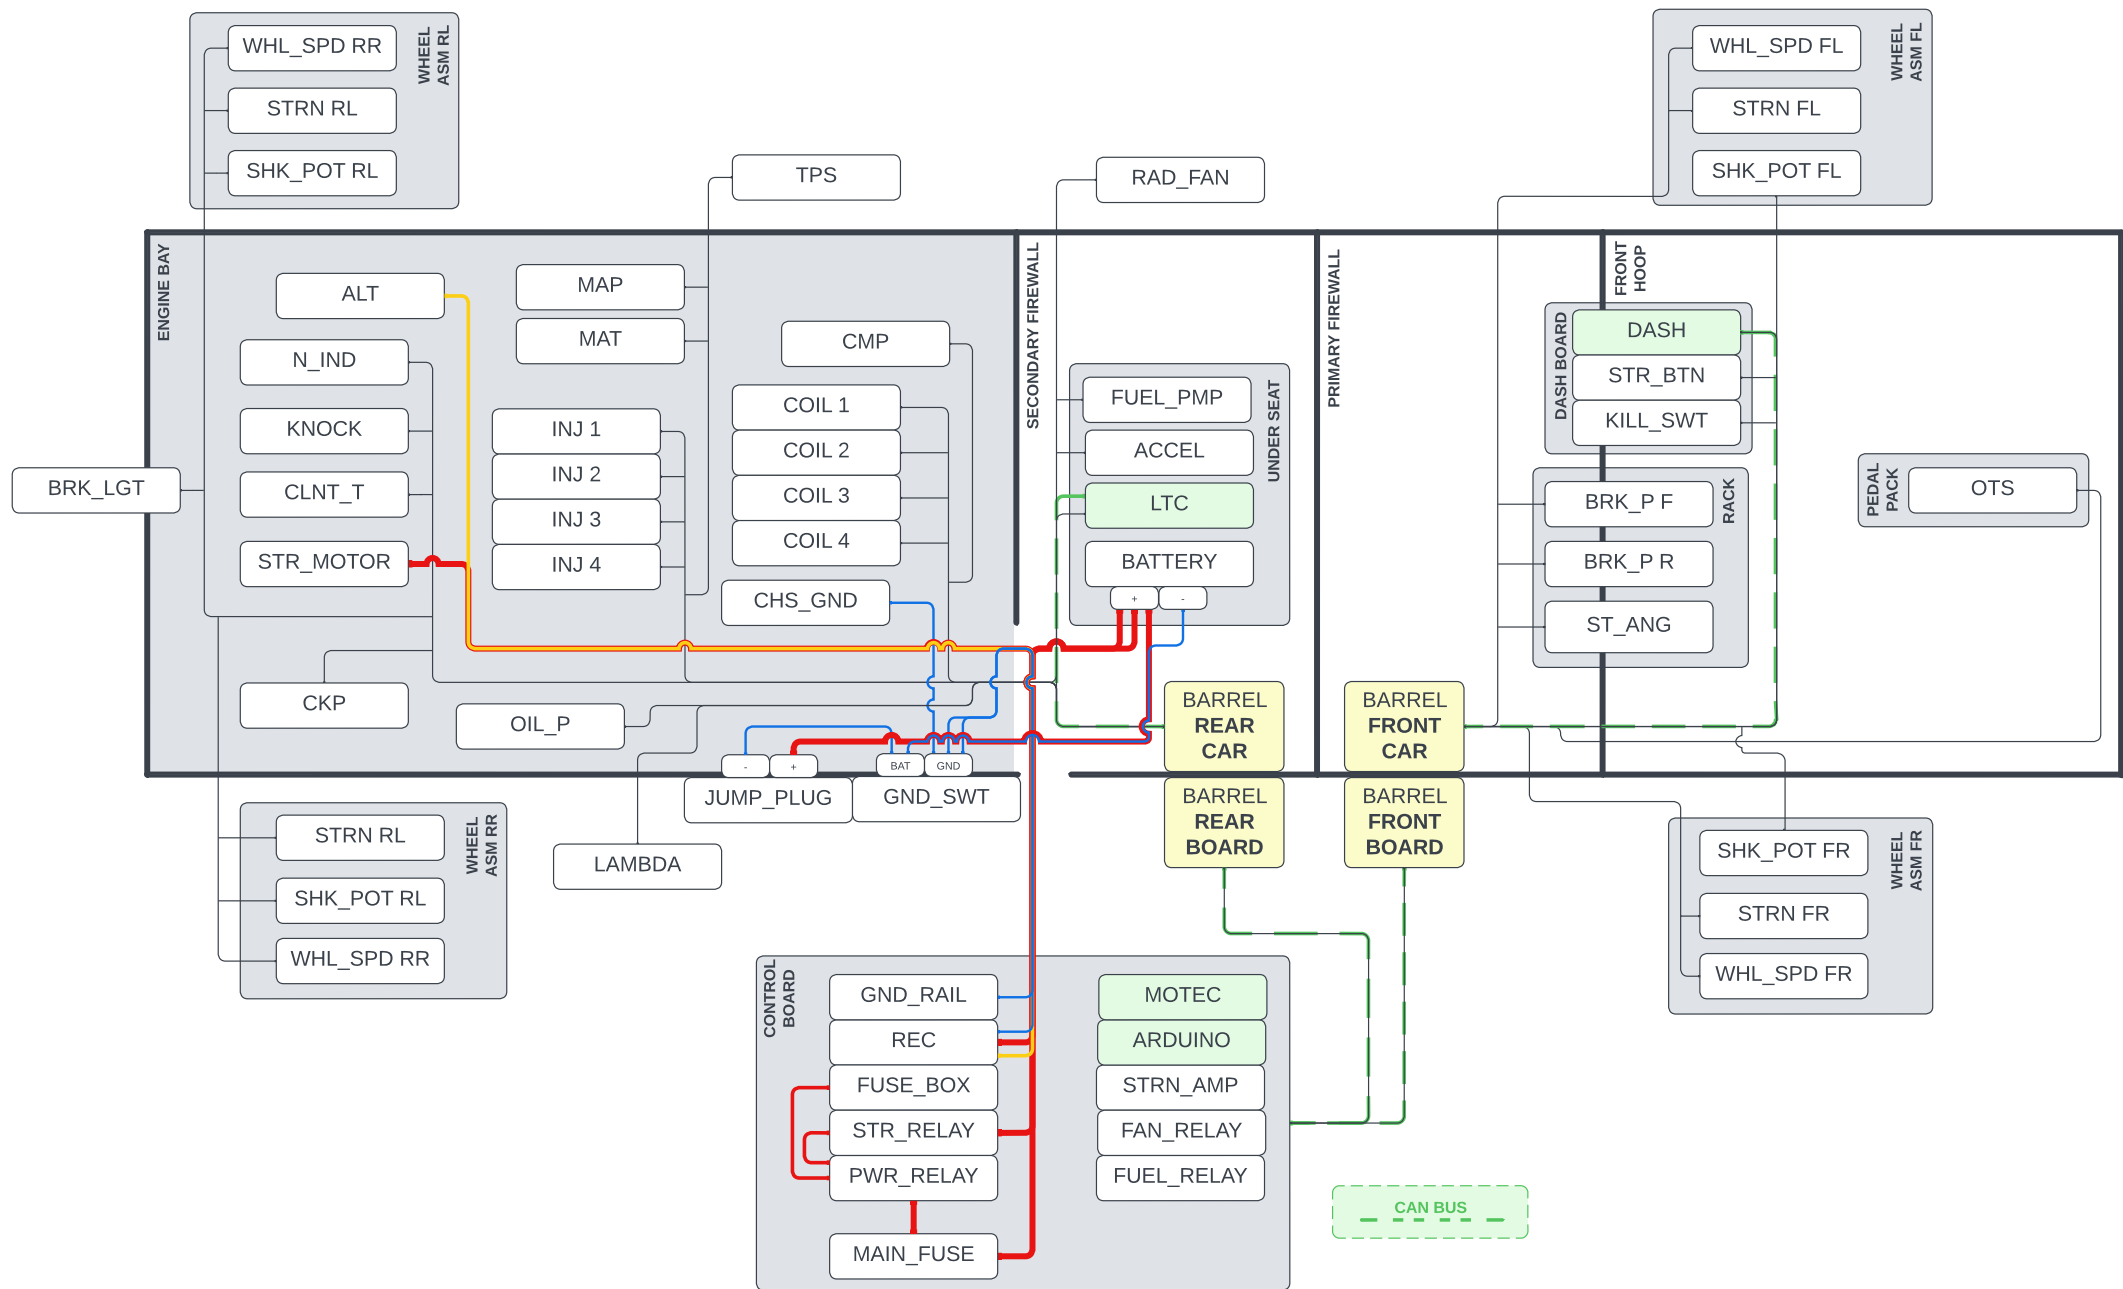 WHL_SPD RR
STRN RL
SHK_POT RL
WHEEL
ASM RL
WHL_SPD FL
STRN FL
SHK_POT FL
WHEEL
ASM FL
TPS
RAD_FAN
ENGINE BAY
ALT
N_IND
KNOCK
CLNT_T
STR_MOTOR
BRK_LGT
CKP
MAP
MAT
INJ 1
INJ 2
INJ 3
INJ 4
OIL_P
CMP
COIL 1
COIL 2
COIL 3
COIL 4
CHS_GND
SECONDARY FIREWALL
FUEL_PMP
ACCEL
LTC
BATTERY
+
-
UNDER SEAT
PRIMARY FIREWALL
FRONT
HOOP
DASH BOARD
DASH
STR_BTN
KILL_SWT
BRK_P F
BRK_P R
ST_ANG
RACK
PEDAL
PACK
OTS
BARREL
REAR
CAR
BARREL
FRONT
CAR
BARREL
REAR
BOARD
BARREL
FRONT
BOARD
-
+
JUMP_PLUG
BAT
GND
GND_SWT
LAMBDA
STRN RL
SHK_POT RL
WHL_SPD RR
WHEEL
ASM RR
SHK_POT FR
STRN FR
WHL_SPD FR
WHEEL
ASM FR
CONTROL
BOARD
GND_RAIL
REC
FUSE_BOX
STR_RELAY
PWR_RELAY
MAIN_FUSE
MOTEC
ARDUINO
STRN_AMP
FAN_RELAY
FUEL_RELAY
CAN BUS